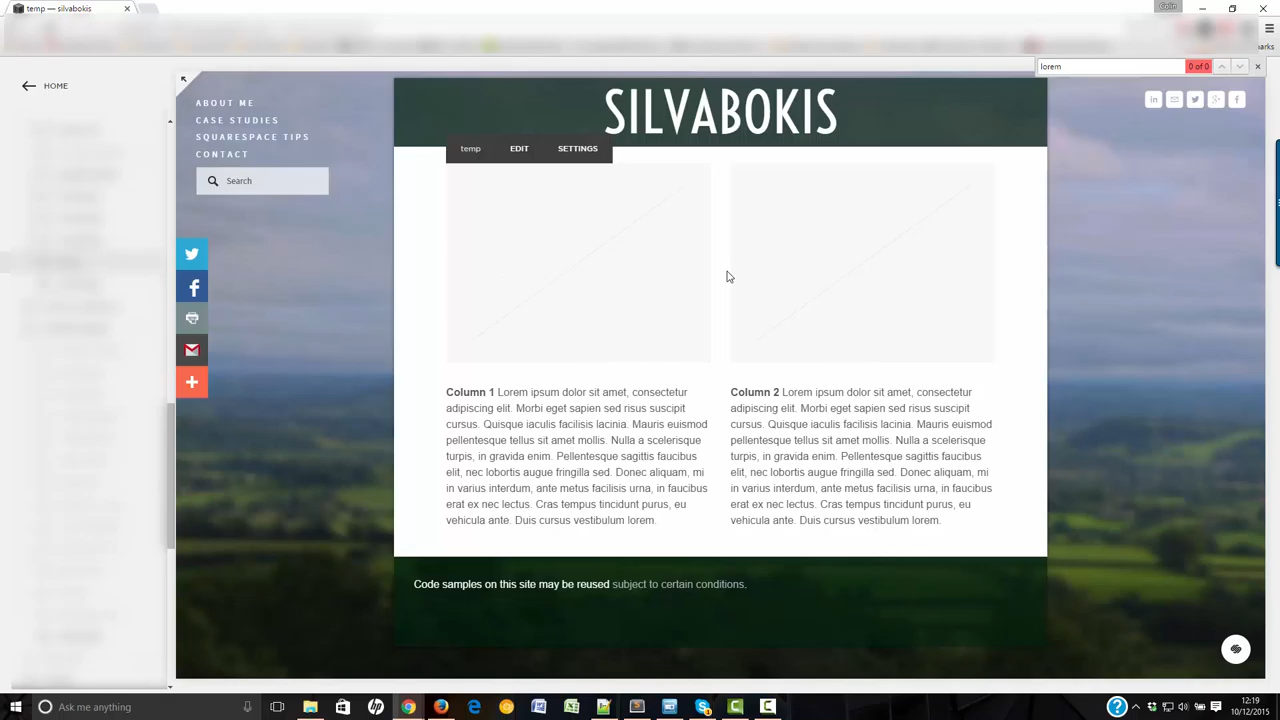 temp — silvabokis
Colin
arks
lorem
0 of 0
HOME
ABOUT ME
CASE STUDIES
SQUARESPACE TIPS
CONTACT
Search
SILVABOKIS
temp EDIT SETTINGS
Column 1 Lorem ipsum dolor sit amet, consectetur
adipiscing elit. Morbi eget sapien sed risus suscipit
cursus. Quisque iaculis facilisis lacinia. Mauris euismod
pellentesque tellus sit amet mollis. Nulla a scelerisque
turpis, in gravida enim. Pellentesque sagittis faucibus
elit, nec lobortis augue fringilla sed. Donec aliquam, mi
in varius interdum, ante metus facilisis urna, in faucibus
erat ex nec lectus. Cras tempus tincidunt purus, eu
vehicula ante. Duis cursus vestibulum lorem.
Column 2 Lorem ipsum dolor sit amet, consectetur
adipiscing elit. Morbi eget sapien sed risus suscipit
cursus. Quisque iaculis facilisis lacinia. Mauris euismod
pellentesque tellus sit amet mollis. Nulla a scelerisque
turpis, in gravida enim. Pellentesque sagittis faucibus
elit, nec lobortis augue fringilla sed. Donec aliquam, mi
in varius interdum, ante metus facilisis urna, in faucibus
erat ex nec lectus. Cras tempus tincidunt purus, eu
vehicula ante. Duis cursus vestibulum lorem.
Code samples on this site may be reused subject to certain conditions.
Ask me anything
12:19
10/12/2015